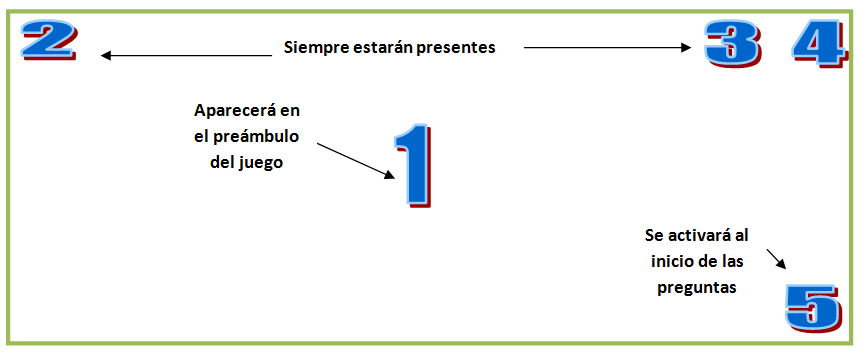 2 Siempre estarán presentes 3 4
Aparecerá en
el preámbulo
del juego
1
Se activará al
inicio de las
preguntas
5